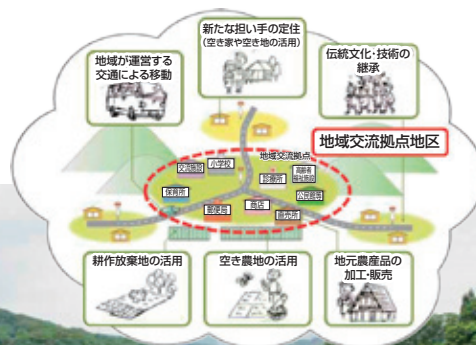 新たな担い手の定住
(空き家や空き地の活用)
地域が運営する
交通による移動
伝統文化・技術の
継承
地域交流拠点地区
地域交流拠点
小学校
交流施設
診療所
高齢者
福祉施設
保育所
公民館等
郵便局
商店
直売所
耕作放棄地の活用
空き農地の活用
地元農産品の
加工・販売